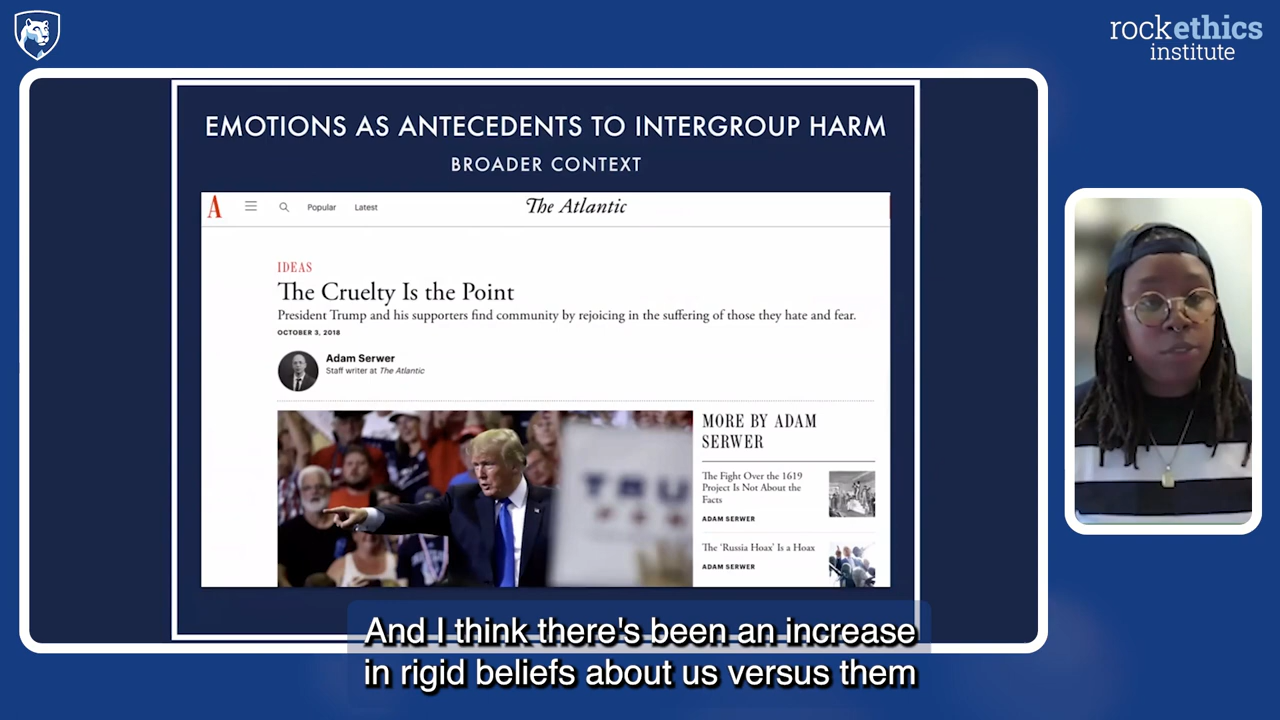 rockethics
institute
EMOTIONS AS ANTECEDENTS TO INTERGROUP HARM
BROADER CONTEXT
A
Popular
Latest
The Atlantic
IDEAS
The Cruelty Is the Point
President Trump and his supporters find community by rejoicing in the suffering of those they hate and fear.
OCTOBER 3, 2018
Adam Serwer
Staff writer at The Atlantic
TRU
MORE BY ADAM
SERWER
The Fight Over the 1619
Project Is Not About the
Facts
ADAM SERWER
The 'Russia Hoax' Is a Hoax
ADAM SERWER
And I think there's been an increase
in rigid beliefs about us versus them